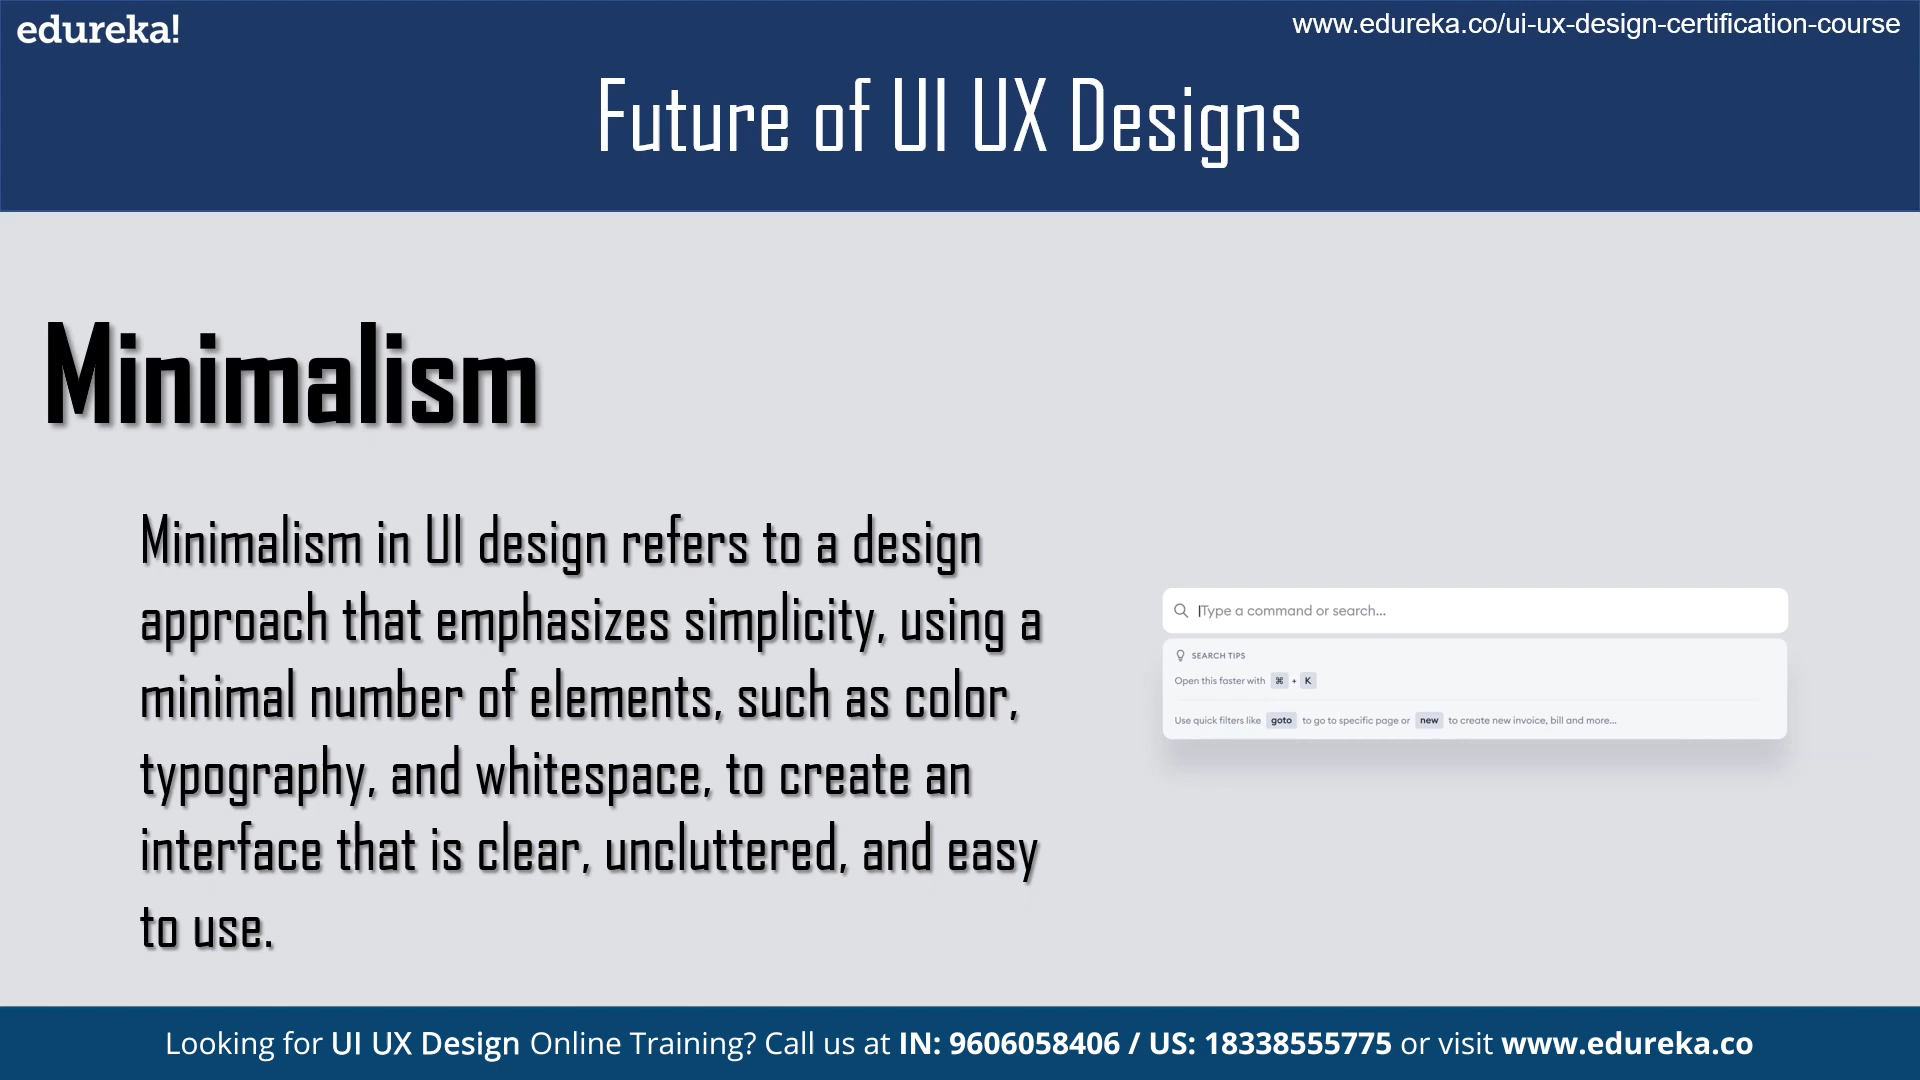 edureka!
www.edureka.co/ui-ux-design-certification-course
Future of UI UX Designs
Minimalism
Minimalism in UI design refers to a design
approach that emphasizes simplicity, using a
minimal number of elements, such as color,
typography, and whitespace, to create an
interface that is clear, uncluttered, and easy
to use.
Type a command or search...
SEARCH TIPS
Open this faster with ⌘ + K
Use quick filters like goto to go to specific page or new to create new invoice, bill and more...
Looking for UI UX Design Online Training? Call us at IN: 9606058406 / US: 18338555775 or visit www.edureka.co